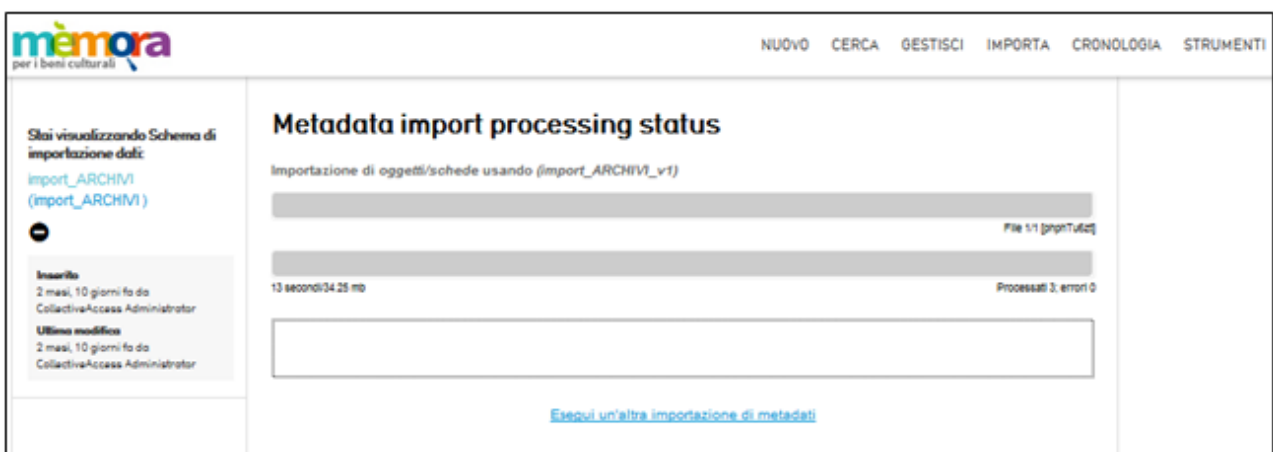 mèmora
per i beni culturali
NUOVO CERCA GESTISCI IMPORTA CRONOLOGIA STRUMENTI
Stai visualizzando Schema di
importazione dati:
import_ARCHIVI
(import_ARCHIVI )
Inserito
2 mesi, 10 giorni fa da
CollectiveAccess Administrator
Ultima modifica
2 mesi, 10 giorni fa da
CollectiveAccess Administrator
Metadata import processing status
Importazione di oggetti/schede usando (import_ARCHIVI_v1)
File 1/1
13 secondi/34.25 mb
Processati 3; errori 0
Esegui un'altra importazione di metadati